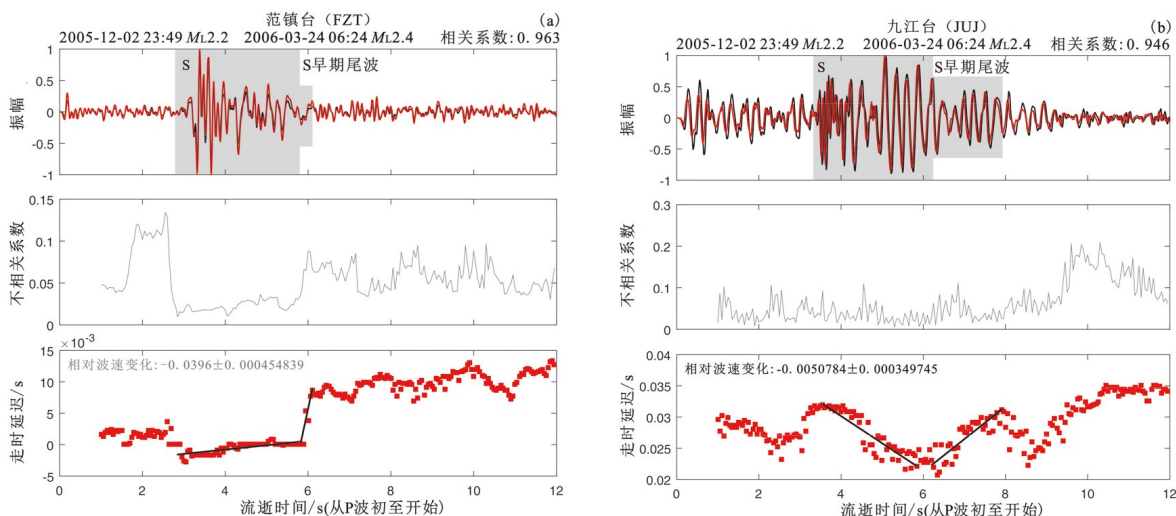 范镇台（FZT）
(a)
2005-12-02 23:49 ML2.2
2006-03-24 06:24 ML2.4
相关系数:0.963
S
S早期尾波
振幅
1
0.5
0
-0.5
-1
不相关系数
0.15
0.1
0.05
0
×10⁻³
相对波速变化:-0.0396±0.000454839
走时延迟/s
15
10
5
0
-5
0 2 4 6 8 10 12
流逝时间/s(从P波初至开始)
九江台（JUJ）
(b)
2005-12-02 23:49 ML2.2
2006-03-24 06:24 ML2.4
相关系数:0.946
S
S早期尾波
振幅
1
0.5
0
-0.5
-1
不相关系数
0.3
0.2
0.1
0
相对波速变化:-0.0050784±0.000349745
走时延迟/s
0.04
0.035
0.03
0.025
0.02
0 2 4 6 8 10 12
流逝时间/s(从P波初至开始)